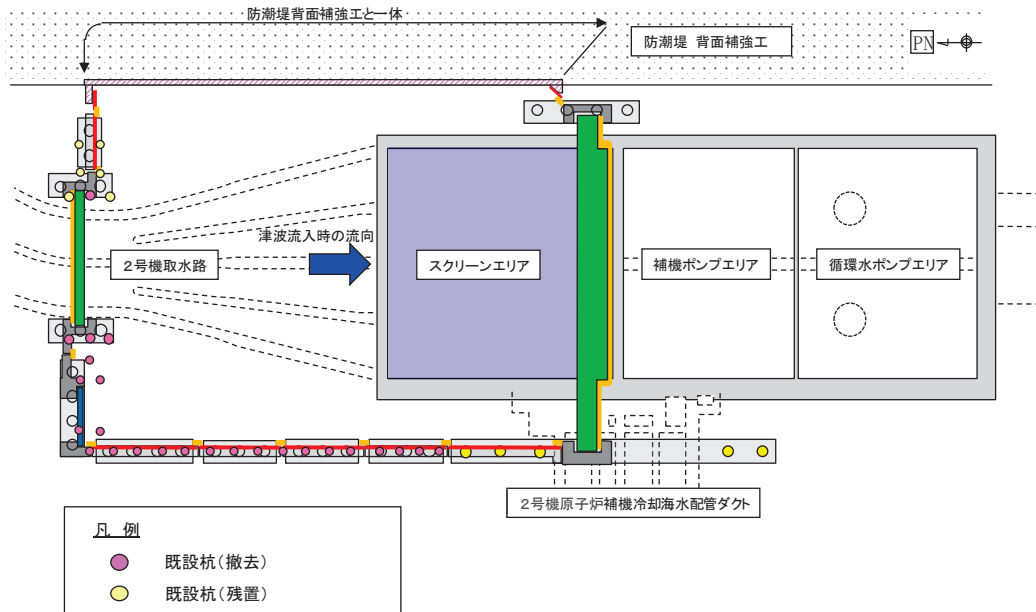 防潮堤背面補強工と一体
防潮堤 背面補強工
PN
津波流入時の流向
2号機取水路
スクリーンエリア
補機ポンプエリア
循環水ポンプエリア
2号機原子炉補機冷却海水配管ダクト
凡 例
既設杭(撤去)
既設杭(残置)